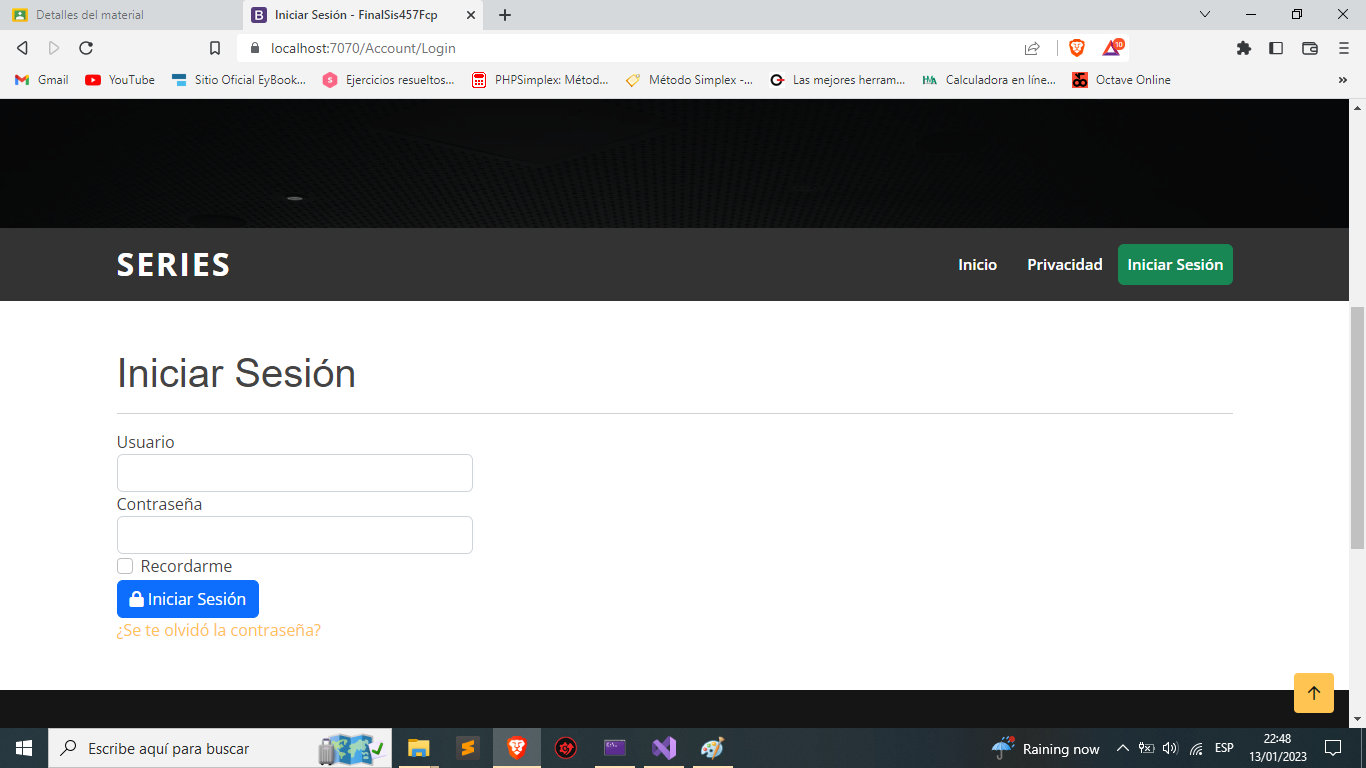 Detalles del material
B Iniciar Sesión - FinalSis457Fcp
localhost:7070/Account/Login
10
Gmail YouTube Sitio Oficial EyBook... Ejercicios resueltos... PHPSimplex: Métod... Método Simplex -... Las mejores herram... Calculadora en líne... Octave Online
SERIES Inicio Privacidad Iniciar Sesión
Iniciar Sesión
Usuario
Contraseña
Recordarme
Iniciar Sesión
¿Se te olvidó la contraseña?
Escribe aquí para buscar
Raining now ESP
22:48
13/01/2023